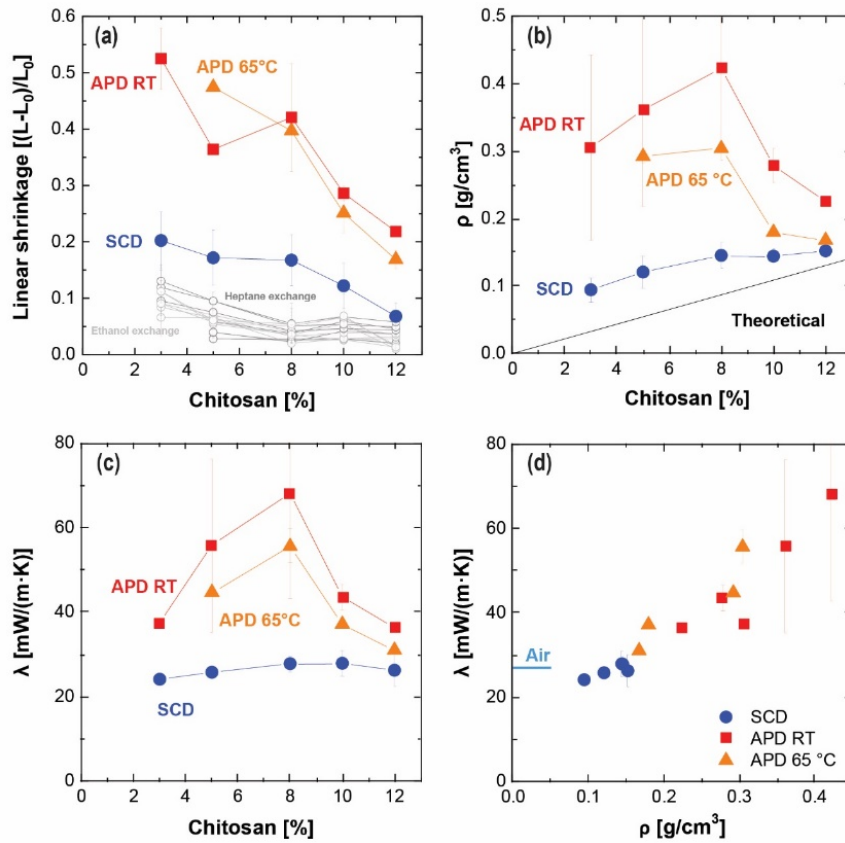 (a)
APD RT
APD 65°C
SCD
Heptane exchange
Ethanol exchange
Linear shrinkage [(L-L₀)/L₀]
0.6
0.5
0.4
0.3
0.2
0.1
0.0
0 2 4 6 8 10 12
Chitosan [%]
(b)
APD RT
APD 65 °C
SCD
Theoretical
ρ [g/cm³]
0.4
0.3
0.2
0.1
0.0
0 2 4 6 8 10 12
Chitosan [%]
(c)
APD RT
APD 65°C
SCD
λ [mW/(m·K)]
80
60
40
20
0
0 2 4 6 8 10 12
Chitosan [%]
(d)
Air
SCD
APD RT
APD 65 °C
λ [mW/(m·K)]
80
60
40
20
0
0.0 0.1 0.2 0.3 0.4
ρ [g/cm³]